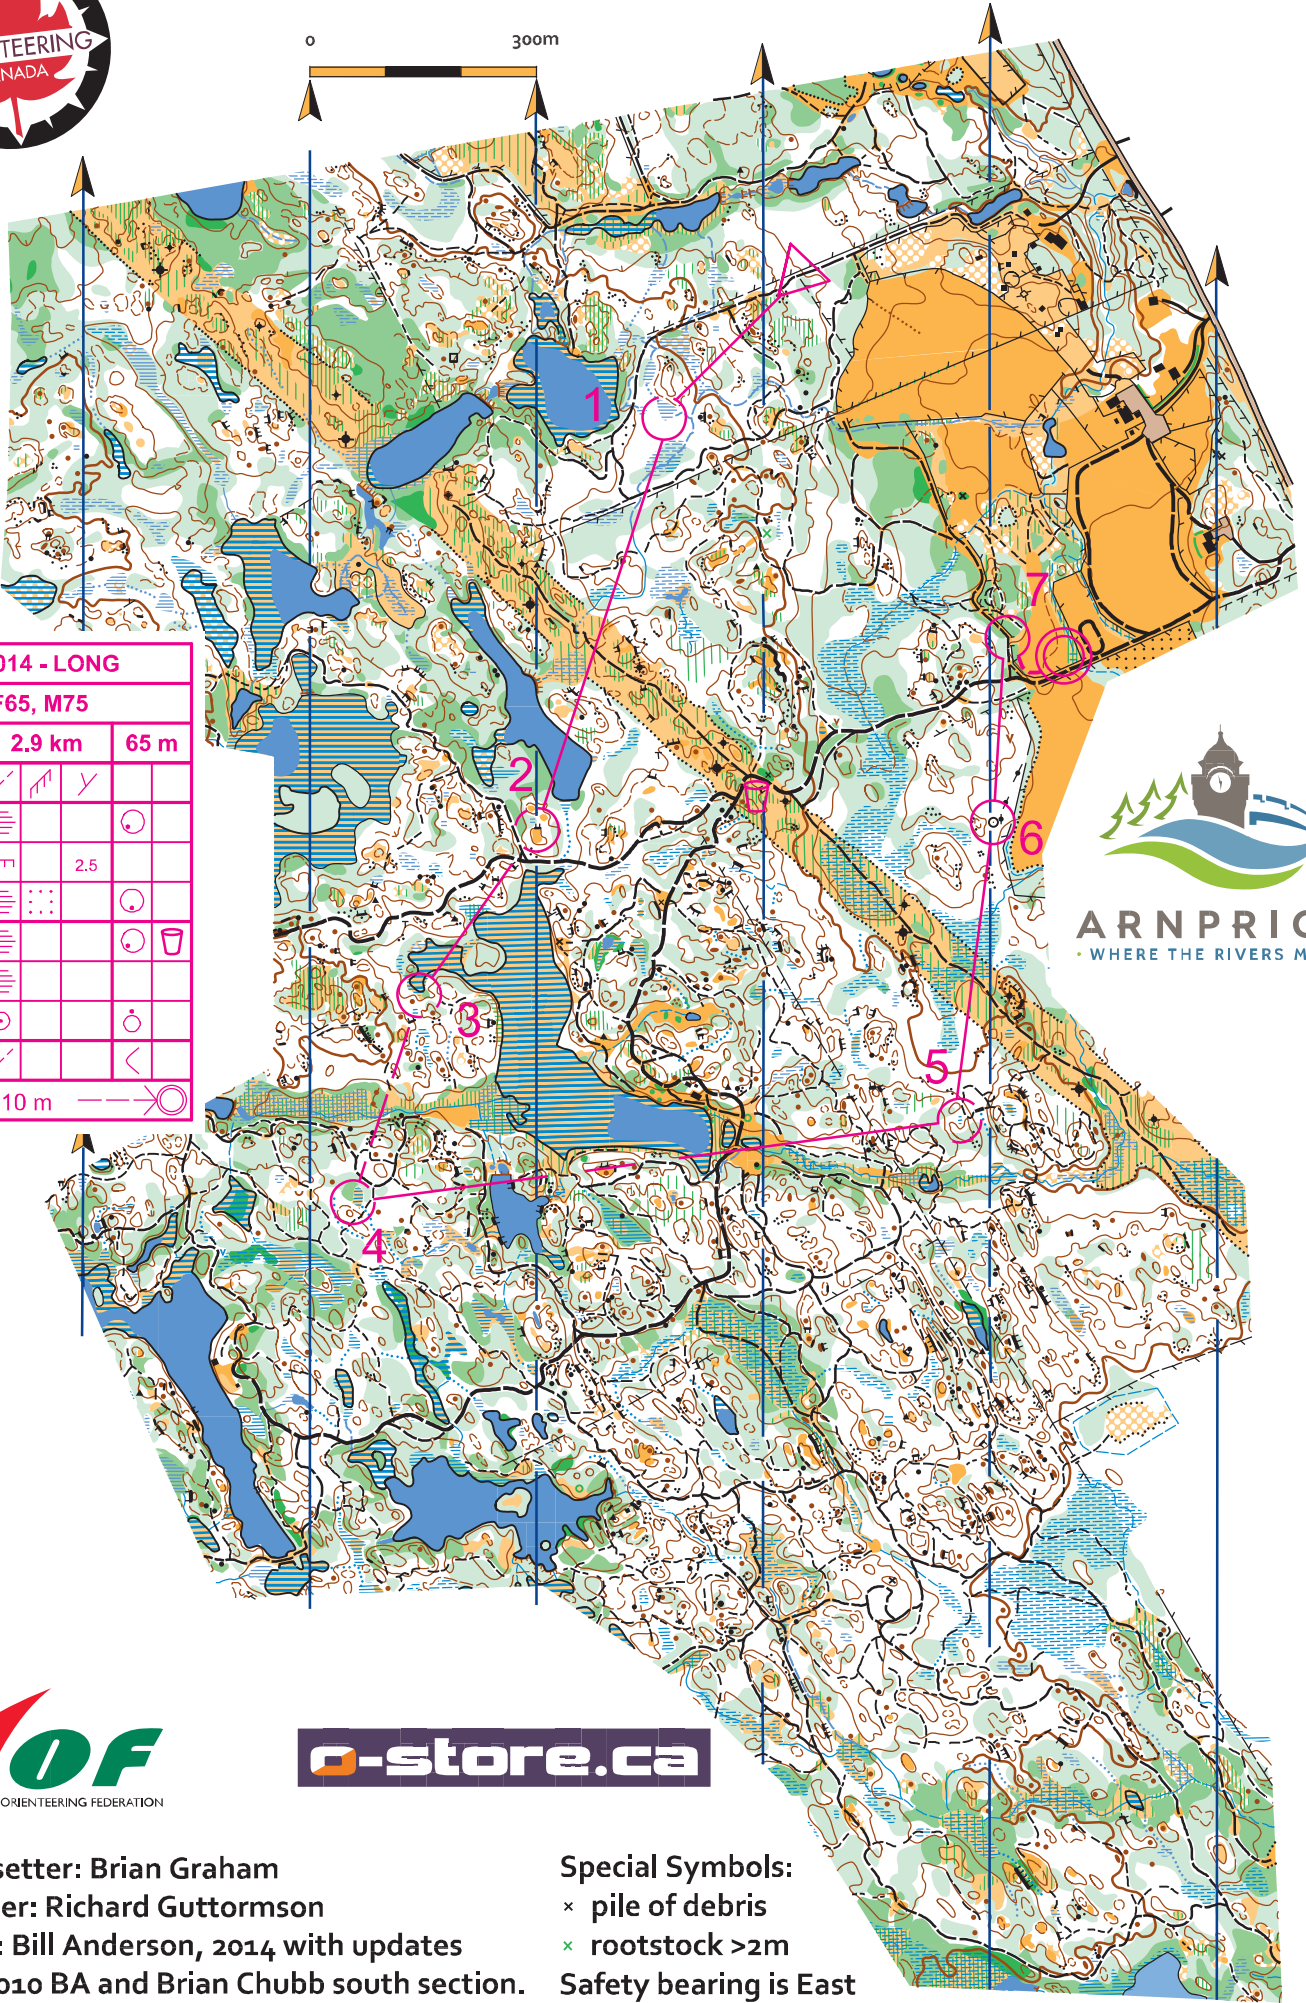 TEERING
NADA
0 300m
014 - LONG
F65, M75
2.9 km 65 m
2.5
10 m
1
2
3
4
5
6
7
ARNPRIO
• WHERE THE RIVERS M
IOF
ORIENTEERING FEDERATION
o-store.ca
setter: Brian Graham
er: Richard Guttormson
: Bill Anderson, 2014 with updates
010 BA and Brian Chubb south section.
Special Symbols:
× pile of debris
× rootstock >2m
Safety bearing is East